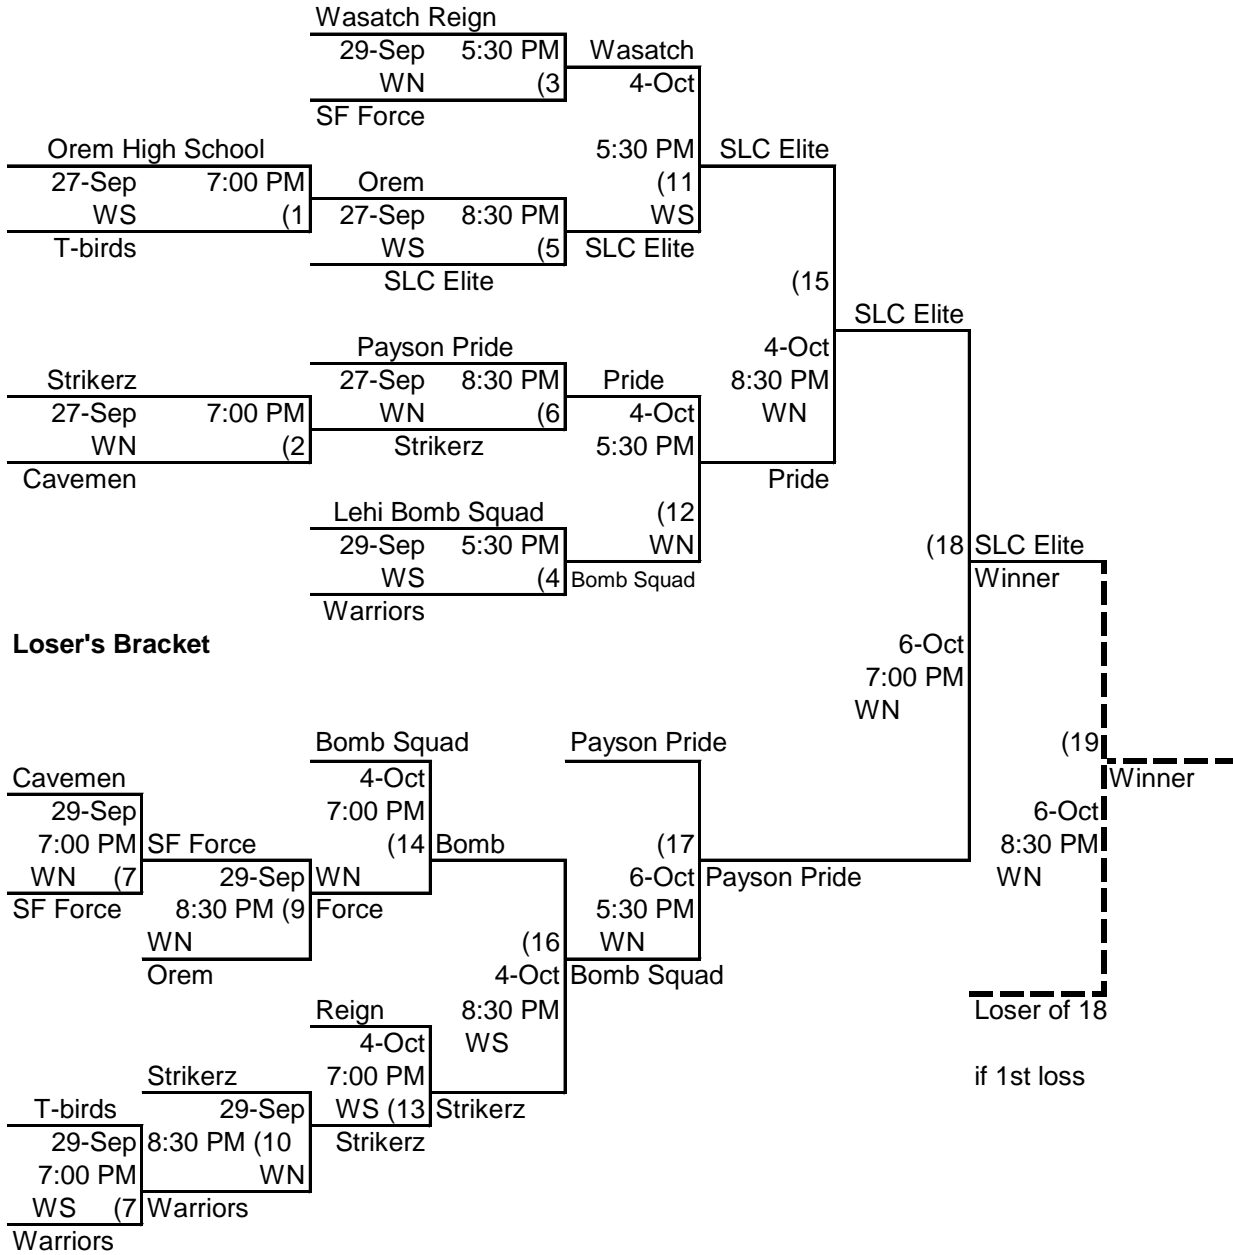 Wasatch Reign
29-Sep 5:30 PM Wasatch
WN (3 4-Oct
SF Force
Orem High School 5:30 PM SLC Elite
27-Sep 7:00 PM Orem (11
WS (1 27-Sep 8:30 PM WS
T-birds WS (5 SLC Elite
SLC Elite (15
SLC Elite
Payson Pride 4-Oct
Strikerz 27-Sep 8:30 PM Pride 8:30 PM
27-Sep 7:00 PM WN (6 4-Oct WN
WN (2 Strikerz 5:30 PM
Cavemen Pride
Lehi Bomb Squad (12
29-Sep 5:30 PM WN (18 SLC Elite
WS (4 Bomb Squad Winner
Warriors
Loser's Bracket 6-Oct
7:00 PM
WN
Bomb Squad Payson Pride (19
Cavemen 4-Oct Winner
29-Sep 7:00 PM 6-Oct
7:00 PM SF Force (14 Bomb (17 8:30 PM
WN (7 29-Sep WN 6-Oct Payson Pride WN
SF Force 8:30 PM (9 Force 5:30 PM
WN (16 WN
Orem 4-Oct Bomb Squad
Reign 8:30 PM Loser of 18
4-Oct WS
Strikerz 7:00 PM if 1st loss
T-birds 29-Sep WS (13 Strikerz
29-Sep 8:30 PM (10 Strikerz
7:00 PM WN
WS (7 Warriors
Warriors